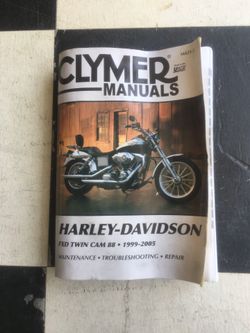 CLYMER®
MANUALS
HARLEY-DAVIDSON
FXD TWIN CAM 88 • 1999-2005
MAINTENANCE • TROUBLESHOOTING • REPAIR